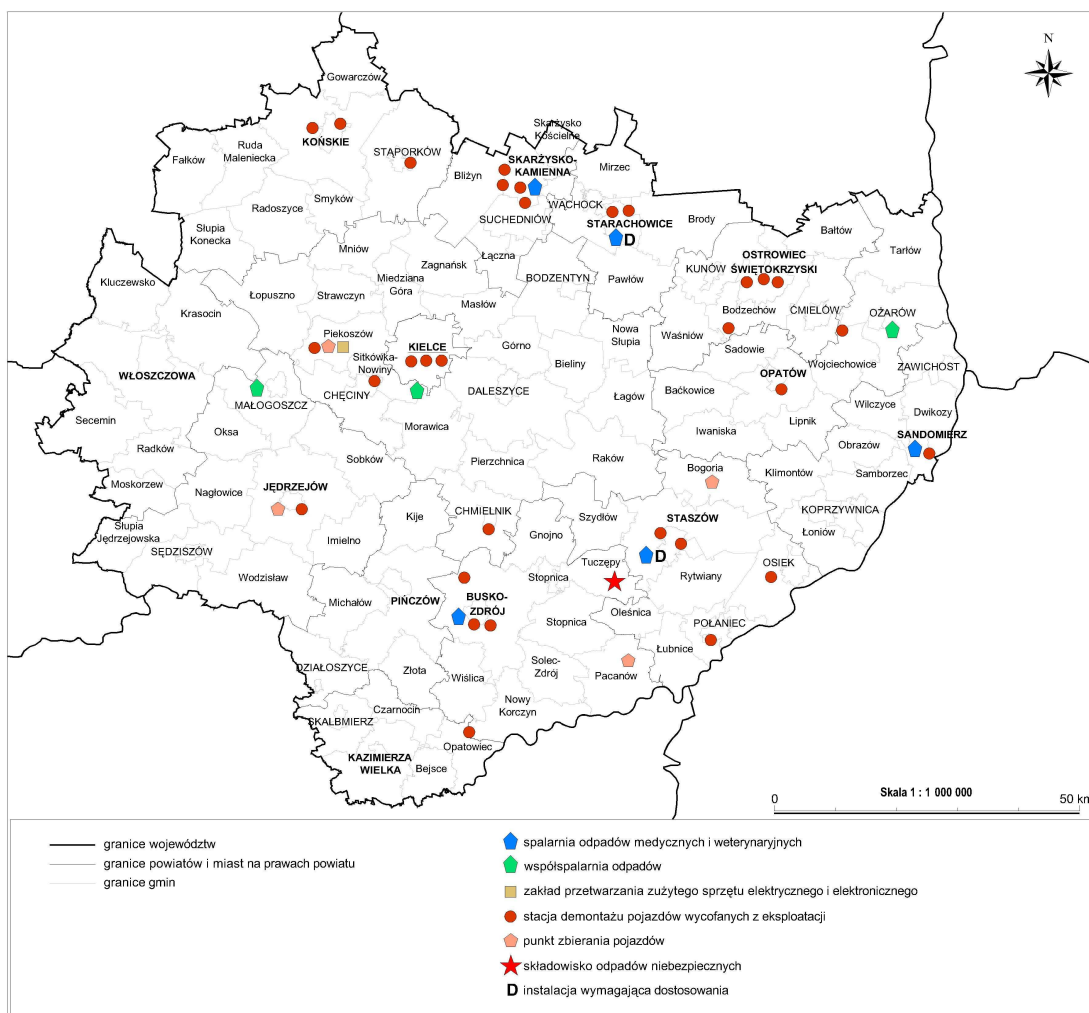 N
Gowarczów
KOŃSKIE
STĄPORKÓW
Ruda
Maleniecka
Fałków
Smyków
Radoszyce
Słupia
Konecka
Skarżysko
Kościelne
SKARŻYSKO-
KAMIENNA
Bliżyn
Mirzec
WĄCHOCK
SUCHEDNIÓW
STARACHOWICE
D
Brody
Bałtów
Tarłów
OSTROWIEC
ŚWIĘTOKRZYSKI
KUNÓW
Mniów
Zagnańsk
Łączna
BODZENTYN
Pawłów
Kluczewsko
Łopuszno
Strawczyn
Miedziana
Góra
Masłów
Krasocin
Bodzechów
ĆMIELÓW
OŻARÓW
Piekoszów
KIELCE
Górno
Nowa
Słupia
Waśniów
Sadowie
Wojciechowice
Sitkówka-
Nowiny
Bieliny
ZAWICHOST
WŁOSZCZOWA
OPATÓW
CHĘCINY
DALESZYCE
Łagów
Baćkowice
MAŁOGOSZCZ
Wilczyce
Dwikozy
Secemin
Oksa
Morawica
Iwaniska
Lipnik
SANDOMIERZ
Radków
Obrazów
Sobków
Pierzchnica
Raków
Bogoria
Klimontów
Samborzec
Moskorzew
Nagłowice
JĘDRZEJÓW
KOPRZYWNICA
Kije
CHMIELNIK
Szydłów
STASZÓW
Słupia
Jędrzejowska
Imielno
Gnojno
Łoniów
SĘDZISZÓW
D
Tuczępy
OSIEK
Wodzisław
Stopnica
Rytwiany
Michałów
PIŃCZÓW
BUSKO-
ZDRÓJ
Oleśnica
Stopnica
POŁANIEC
Łubnice
DZIAŁOSZYCE
Złota
Wiślica
Solec-
Zdrój
Pacanów
Czarnocin
Nowy
Korczyn
SKALBMIERZ
Opatowiec
KAZIMIERZA
WIELKA
Bejsce
Skala 1 : 1 000 000
0
50 km
granice województw
granice powiatów i miast na prawach powiatu
granice gmin
spalarnia odpadów medycznych i weterynaryjnych
współspalarnia odpadów
zakład przetwarzania zużytego sprzętu elektrycznego i elektronicznego
stacja demontażu pojazdów wycofanych z eksploatacji
punkt zbierania pojazdów
składowisko odpadów niebezpiecznych
D instalacja wymagająca dostosowania